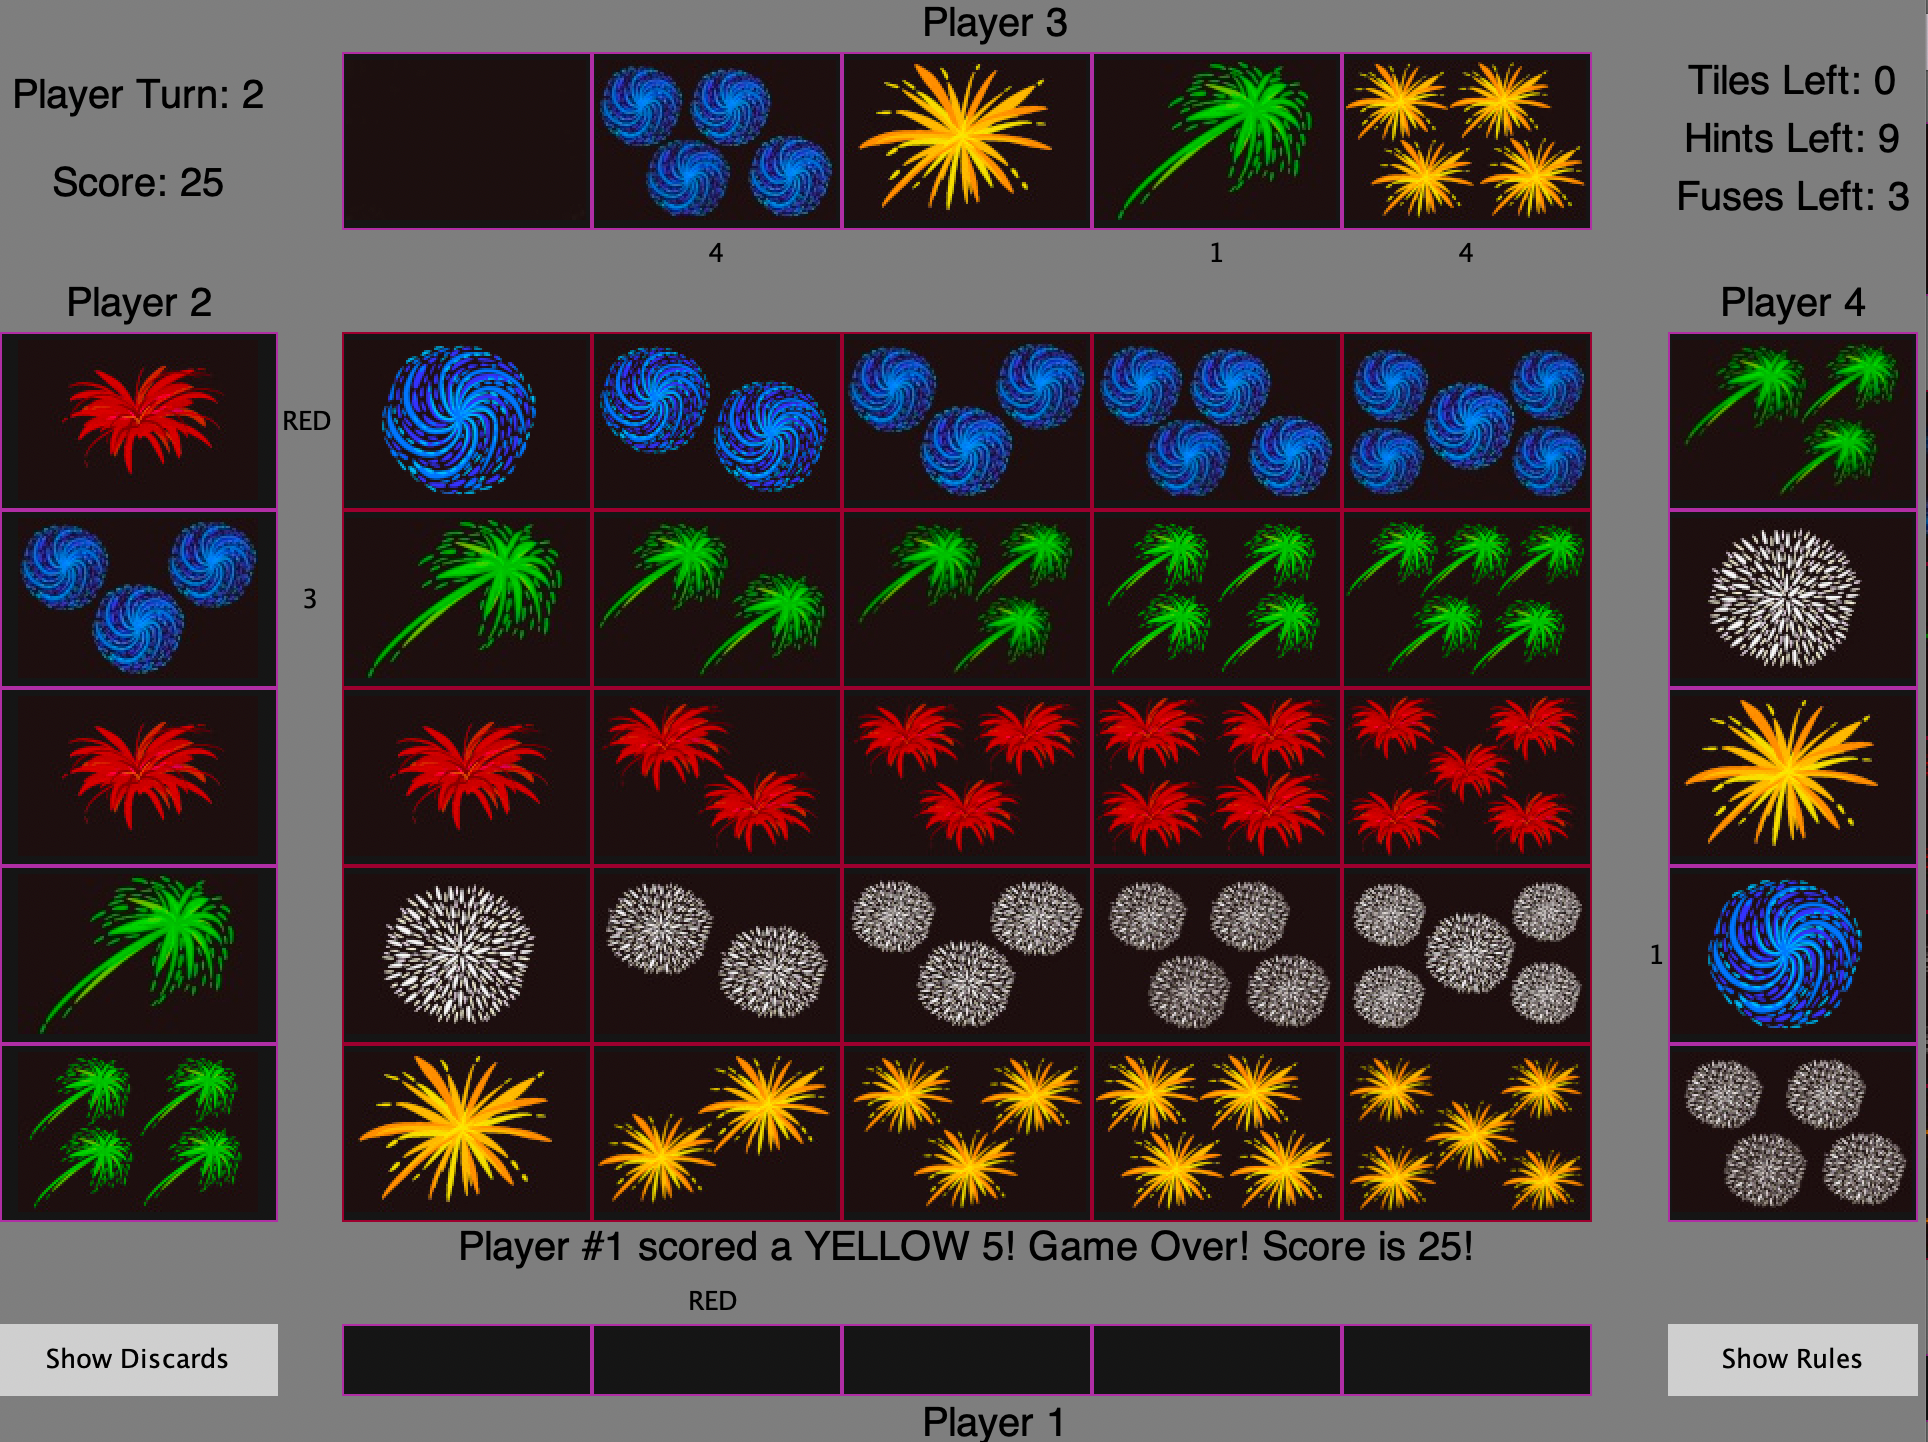 Player 3
Player Turn: 2
Score: 25
Tiles Left: 0
Hints Left: 9
Fuses Left: 3
4
1
4
Player 2
Player 4
RED
3
1
Player #1 scored a YELLOW 5! Game Over! Score is 25!
RED
Show Discards
Show Rules
Player 1